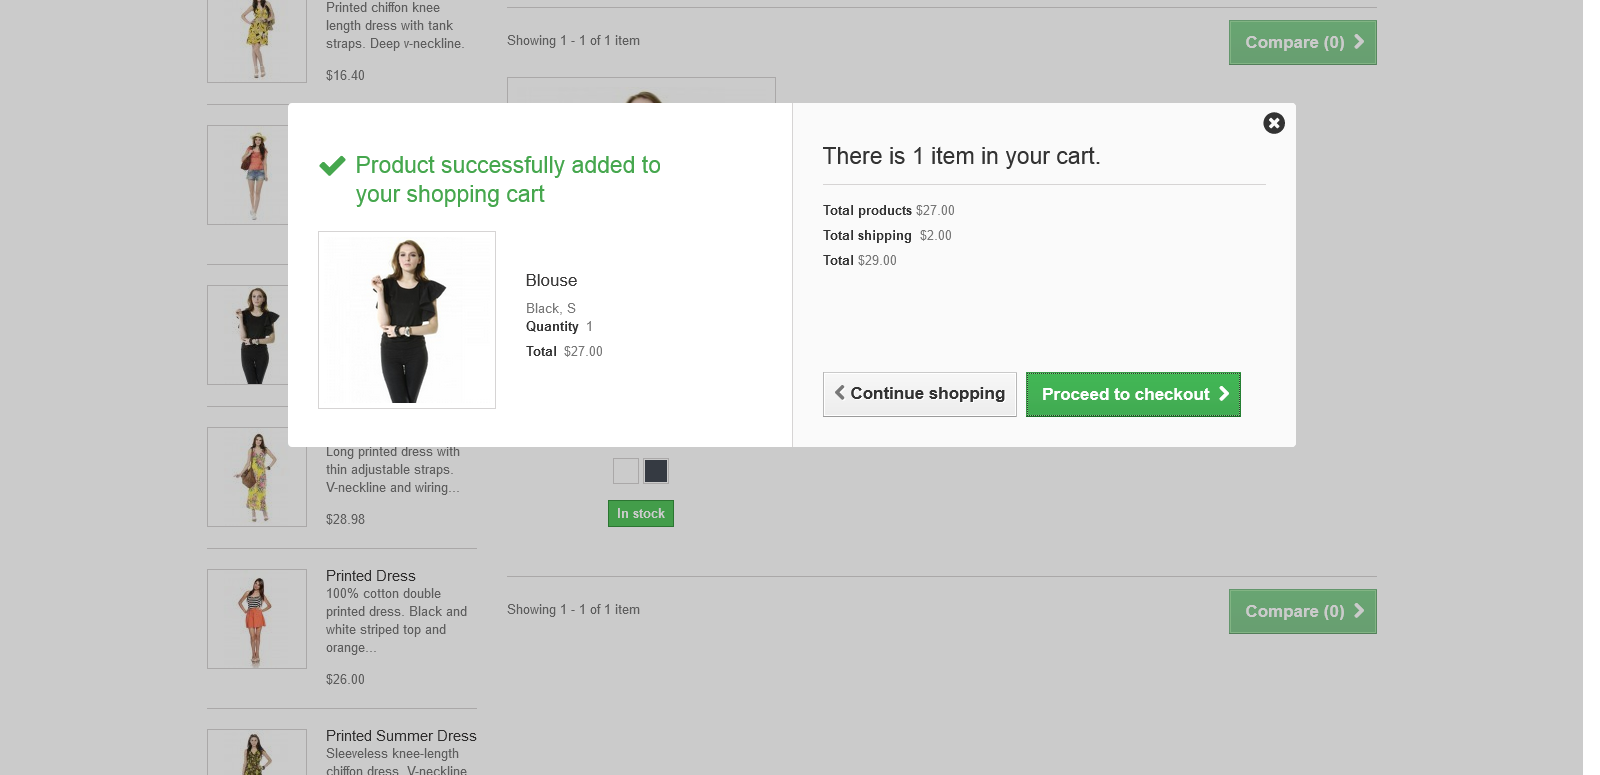 Printed chiffon knee
length dress with tank
straps. Deep v-neckline.
$16.40
Showing 1 - 1 of 1 item
Compare (0)
Product successfully added to
your shopping cart
Blouse
Black, S
Quantity 1
Total $27.00
There is 1 item in your cart.
Total products $27.00
Total shipping $2.00
Total $29.00
Continue shopping
Proceed to checkout
Long printed dress with
thin adjustable straps.
V-neckline and wiring...
$28.98
In stock
Printed Dress
100% cotton double
printed dress. Black and
white striped top and
orange...
$26.00
Showing 1 - 1 of 1 item
Compare (0)
Printed Summer Dress
Sleeveless knee-length
chiffon dress. V-neckline